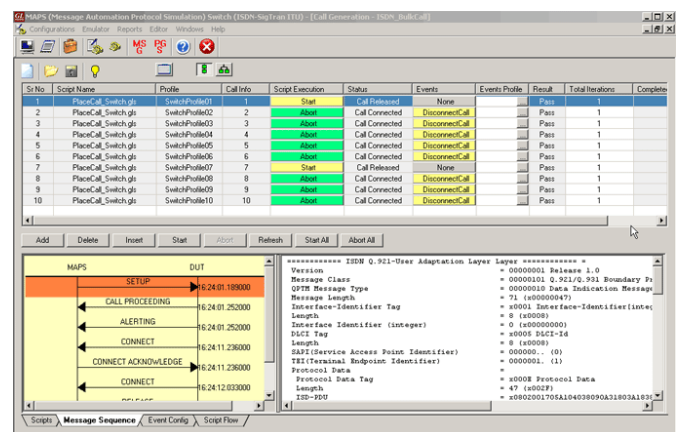 MAPS (Message Automation Protocol Simulation) Switch (ISDN-SigTran ITU) - [Call Generation - ISDN_BulkCall]
Configurations Emulator Reports Editor Windows Help
Sr No Script Name Profile Call Info Script Execution Status Events Events Profile Result Total Iterations Complete
1 PlaceCall_Switch.gls SwitchProfile01 1 Start Call Released None Pass 1
2 PlaceCall_Switch.gls SwitchProfile02 2 Abort Call Connected DisconnectCall Pass 1
3 PlaceCall_Switch.gls SwitchProfile03 3 Abort Call Connected DisconnectCall Pass 1
4 PlaceCall_Switch.gls SwitchProfile04 4 Abort Call Connected DisconnectCall Pass 1
5 PlaceCall_Switch.gls SwitchProfile05 5 Abort Call Connected DisconnectCall Pass 1
6 PlaceCall_Switch.gls SwitchProfile06 6 Abort Call Connected DisconnectCall Pass 1
7 PlaceCall_Switch.gls SwitchProfile07 7 Start Call Released None Pass 1
8 PlaceCall_Switch.gls SwitchProfile08 8 Abort Call Connected DisconnectCall Pass 1
9 PlaceCall_Switch.gls SwitchProfile09 9 Abort Call Connected DisconnectCall Pass 1
10 PlaceCall_Switch.gls SwitchProfile10 10 Abort Call Connected DisconnectCall Pass 1
Add Delete Insert Start Abort Refresh Start All Abort All
MAPS DUT
SETUP
16:24:01.189000
CALL PROCEEDING
16:24:01.252000
ALERTING
16:24:01.252000
CONNECT
16:24:11.236000
CONNECT ACKNOWLEDGE
16:24:11.236000
CONNECT
16:24:12.033000
RELEASE
============ ISDN Q.921-User Adaptation Layer Layer ============ =
Version = 00000001 Release 1.0
Message Class = 00000101 Q.921/Q.931 Boundary Pr
QPTM Message Type = 00000010 Data Indication Message
Message Length = 71 (x00000047)
Interface-Identifier Tag = x0001 Interface-Identifier(integ
Length = 8 (x0008)
Interface Identifier (integer) = 0 (x00000000)
DLCI Tag = x0005 DLCI-Id
Length = 8 (x0008)
SAPI(Service Access Point Identifier) = 000000.. (0)
TEI(Terminal Endpoint Identifier) = 0000001. (1)
Protocol Data =
Protocol Data Tag = x000E Protocol Data
Length = 47 (x002F)
Scripts Message Sequence Event Config Script Flow